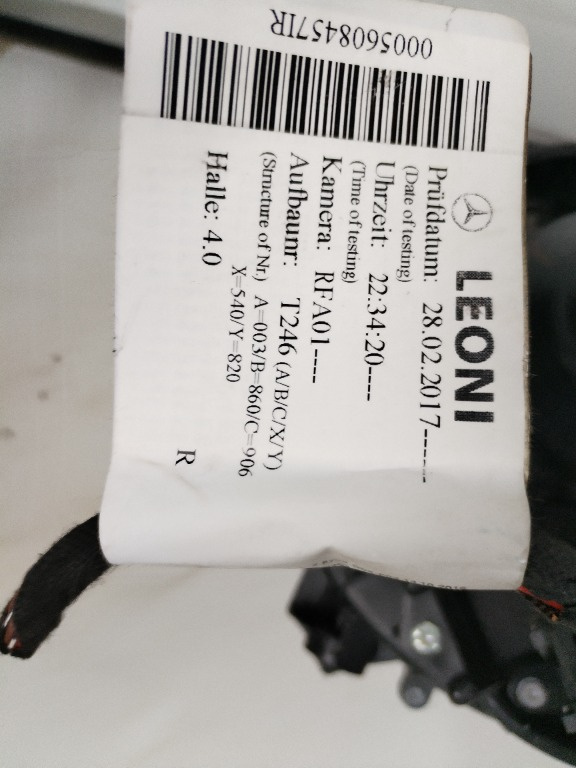 0005608457IR
LEONI
Prüfdatum: 28.02.2017------
(Date of testing)
Uhrzeit: 22:34:20----
(Time of testing)
Kamera: RFA01----
Aufbaunr: T246 (A/B/C/X/Y)
(Structure of Nr.) A=003/B=860/C=906
X=540/Y=820
Halle: 4.0
R